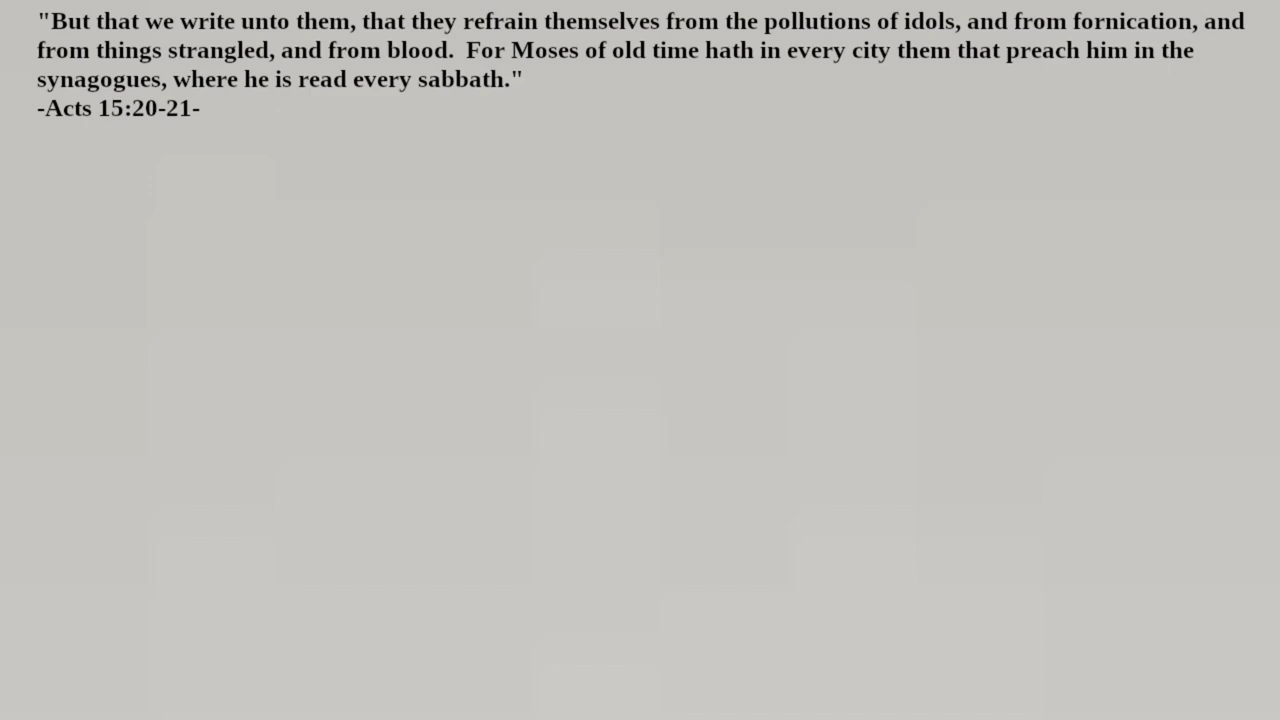 "But that we write unto them, that they refrain themselves from the pollutions of idols, and from fornication, and
from things strangled, and from blood.  For Moses of old time hath in every city them that preach him in the
synagogues, where he is read every sabbath."
-Acts 15:20-21-